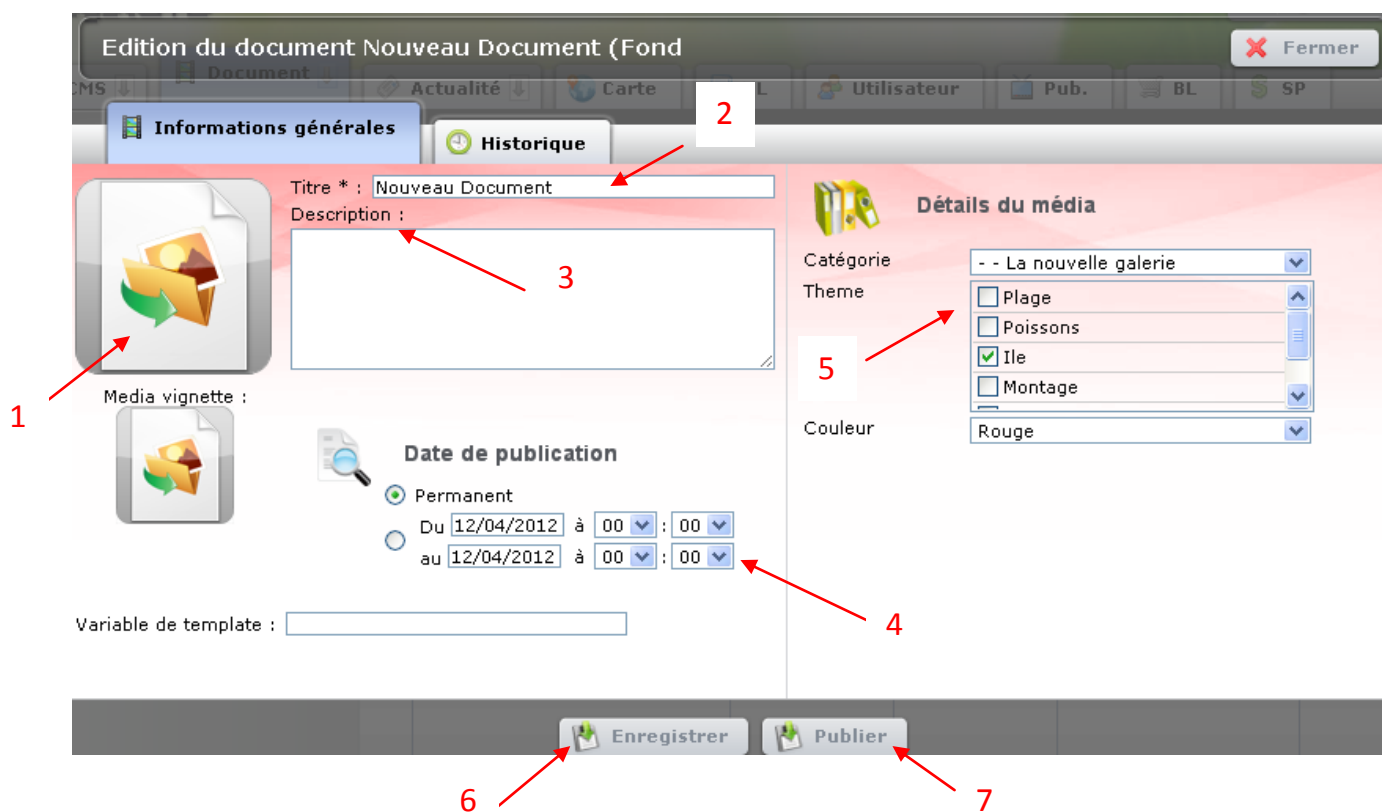 Edition du document Nouveau Document (Fond
Fermer
CMS
Document
Actualité
Carte
L
Utilisateur
Pub.
BL
SP
Informations générales
Historique
2
Titre * : Nouveau Document
Description :
3
1
Media vignette :
Date de publication
Permanent
Du 12/04/2012 à 00 : 00
au 12/04/2012 à 00 : 00
4
Variable de template :
Détails du média
Catégorie - - La nouvelle galerie
Theme
Plage
Poissons
Ile
Montage
5
Couleur Rouge
Enregistrer
Publier
6
7